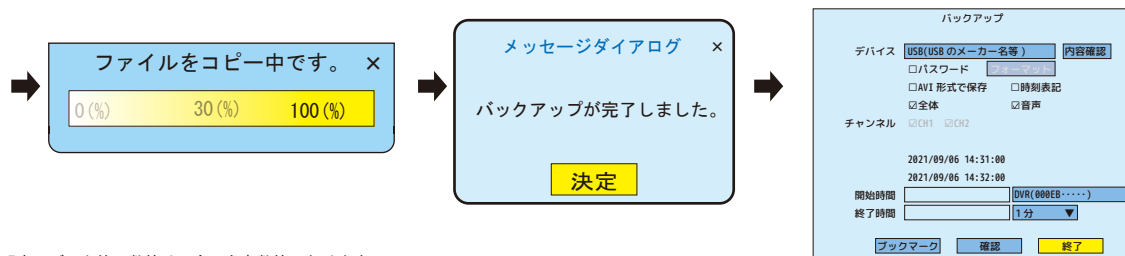 ファイルをコピー中です。 ×
0(%) 30(%) 100(%)
メッセージダイアログ ×
バックアップが完了しました。
決定
バックアップ
デバイス USB(USBのメーカー名等) 内容確認
□パスワード フォーマット
□AVI形式で保存 □時刻表記
☑全体 ☑音声
チャンネル ☑CH1 ☑CH2
2021/09/06 14:31:00
2021/09/06 14:32:00
開始時間 DVR(000EB·····)
終了時間 1分 ▼
ブックマーク 確認 終了